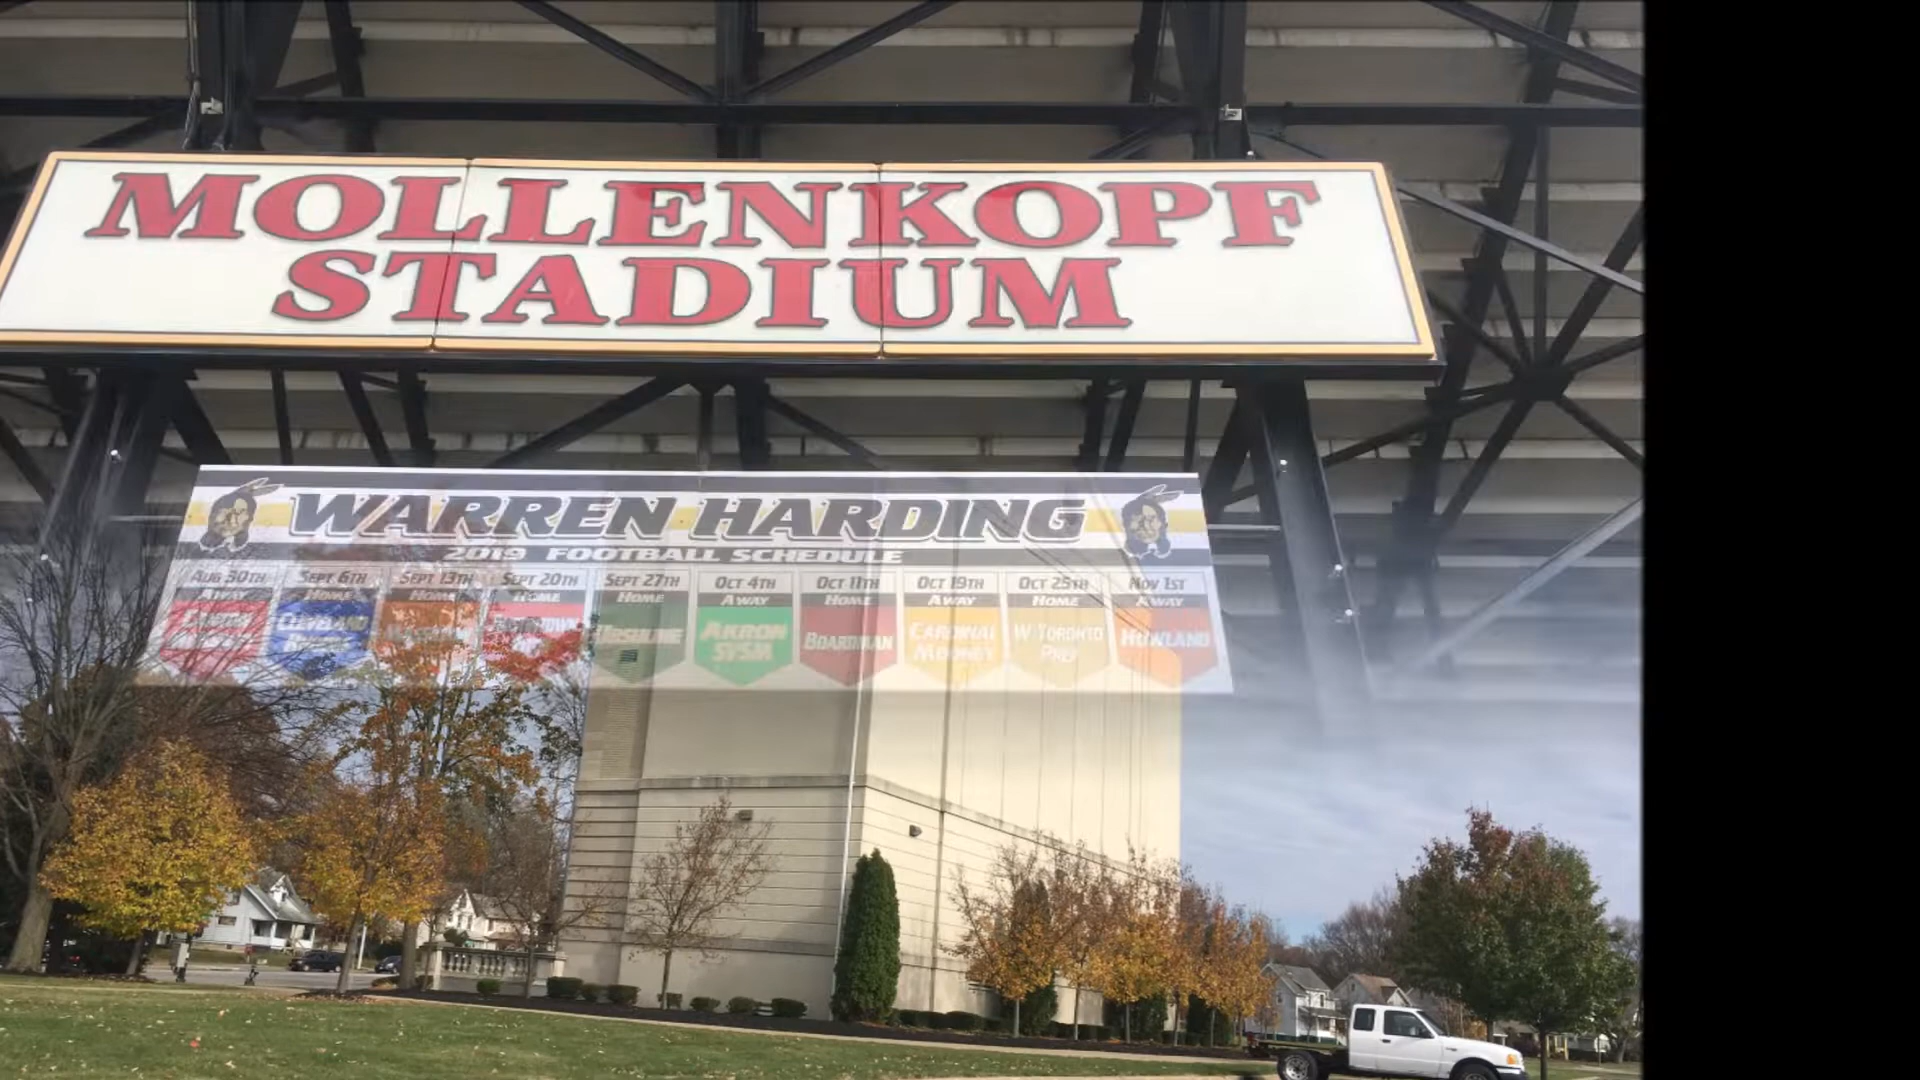 MOLLENKOPF
STADIUM
WARREN HARDING
2019 FOOTBALL SCHEDULE
AUG 30TH SEPT 6TH SEPT 13TH SEPT 20TH SEPT 27TH OCT 4TH OCT 11TH OCT 19TH OCT 25TH NOV 1ST
AWAY HOME HOME HOME HOME AWAY HOME AWAY HOME AWAY
CLEVELAND AKRON BOARDMAN CARDINAL W TORONTO HOWLAND
SVSM MOONEY PREP